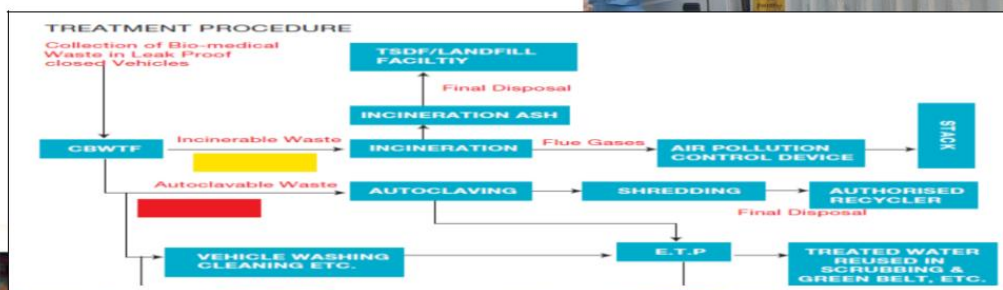 TREATMENT PROCEDURE
Collection of Bio-medical
Waste in Leak Proof
closed Vehicles
TSDF/LANDFILL
FACILTIY
Final Disposal
INCINERATION ASH
STACK
CBWTF
Incinerable Waste
INCINERATION
Flue Gases
AIR POLLUTION
CONTROL DEVICE
Autoclavable Waste
AUTOCLAVING
SHREDDING
AUTHORISED
RECYCLER
Final Disposal
VEHICLE WASHING
CLEANING ETC.
E.T.P
TREATED WATER
REUSED IN
SCRUBBING &
GREEN BELT, ETC.